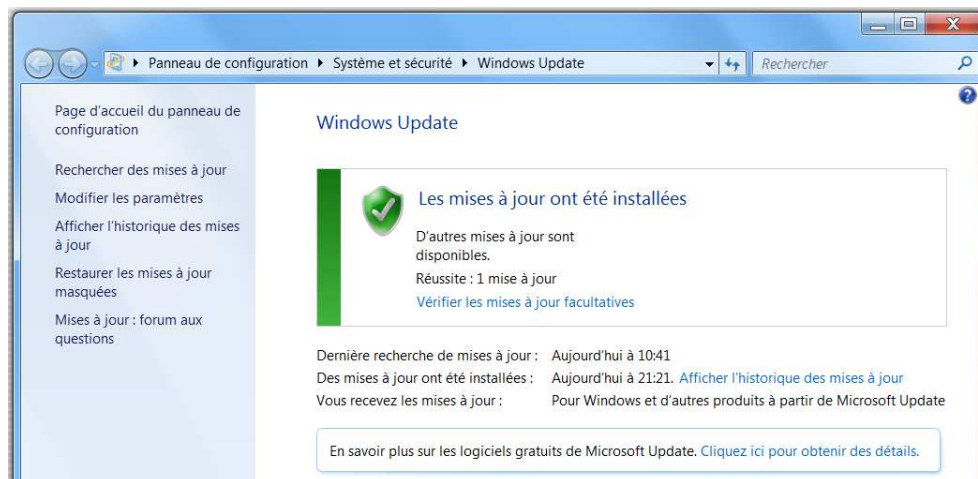 Panneau de configuration ▸ Système et sécurité ▸ Windows Update
Rechercher
Page d'accueil du panneau de
configuration
Rechercher des mises à jour
Modifier les paramètres
Afficher l'historique des mises
à jour
Restaurer les mises à jour
masquées
Mises à jour : forum aux
questions
Windows Update
Les mises à jour ont été installées
D'autres mises à jour sont
disponibles.
Réussite : 1 mise à jour
Vérifier les mises à jour facultatives
Dernière recherche de mises à jour : Aujourd'hui à 10:41
Des mises à jour ont été installées : Aujourd'hui à 21:21. Afficher l'historique des mises à jour
Vous recevez les mises à jour : Pour Windows et d'autres produits à partir de Microsoft Update
En savoir plus sur les logiciels gratuits de Microsoft Update. Cliquez ici pour obtenir des détails.